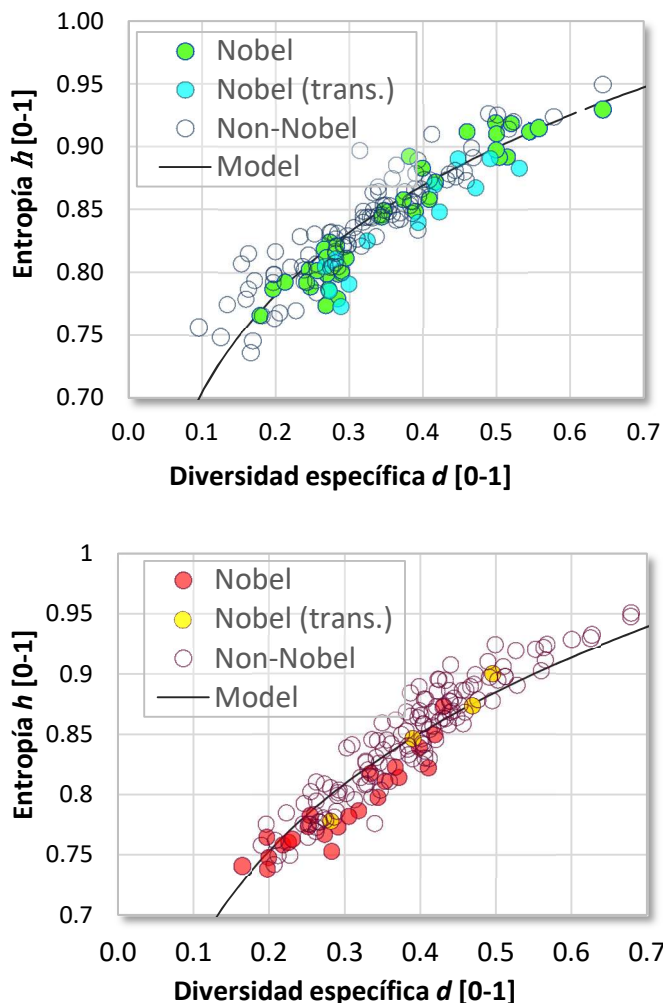 1.00
0.95
0.90
0.85
0.80
0.75
0.70
Entropía h [0-1]
Nobel
Nobel (trans.)
Non-Nobel
Model
0.0 0.1 0.2 0.3 0.4 0.5 0.6 0.7
Diversidad específica d [0-1]
1
0.95
0.9
0.85
0.8
0.75
0.7
Entropía h [0-1]
Nobel
Nobel (trans.)
Non-Nobel
Model
0.0 0.1 0.2 0.3 0.4 0.5 0.6 0.7
Diversidad específica d [0-1]